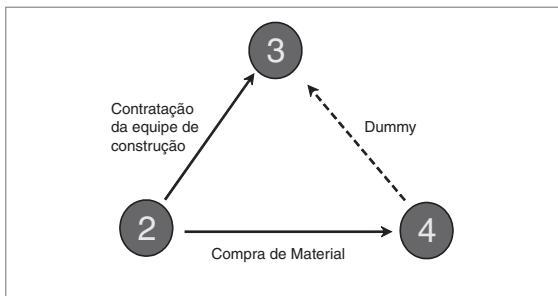 3
Contratação
da equipe de
construção
Dummy
2
4
Compra de Material